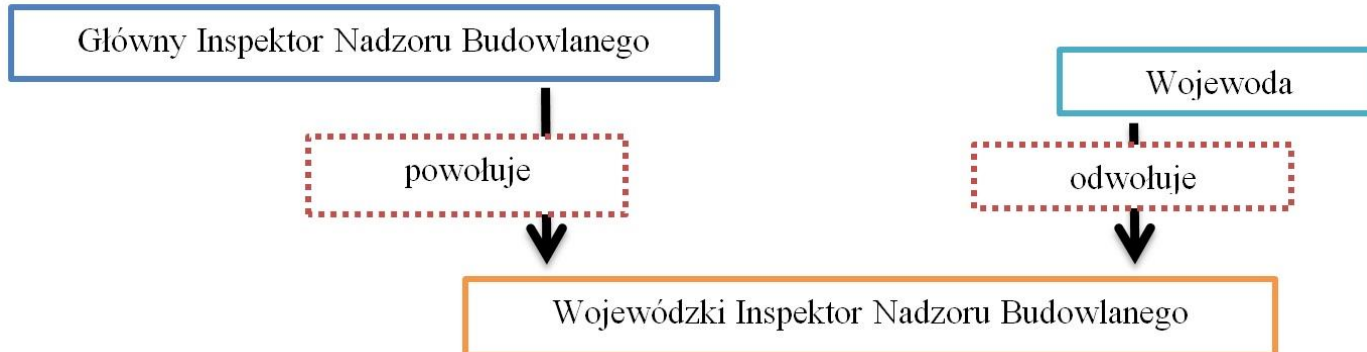 Główny Inspektor Nadzoru Budowlanego
Wojewoda
powołuje
odwołuje
Wojewódzki Inspektor Nadzoru Budowlanego